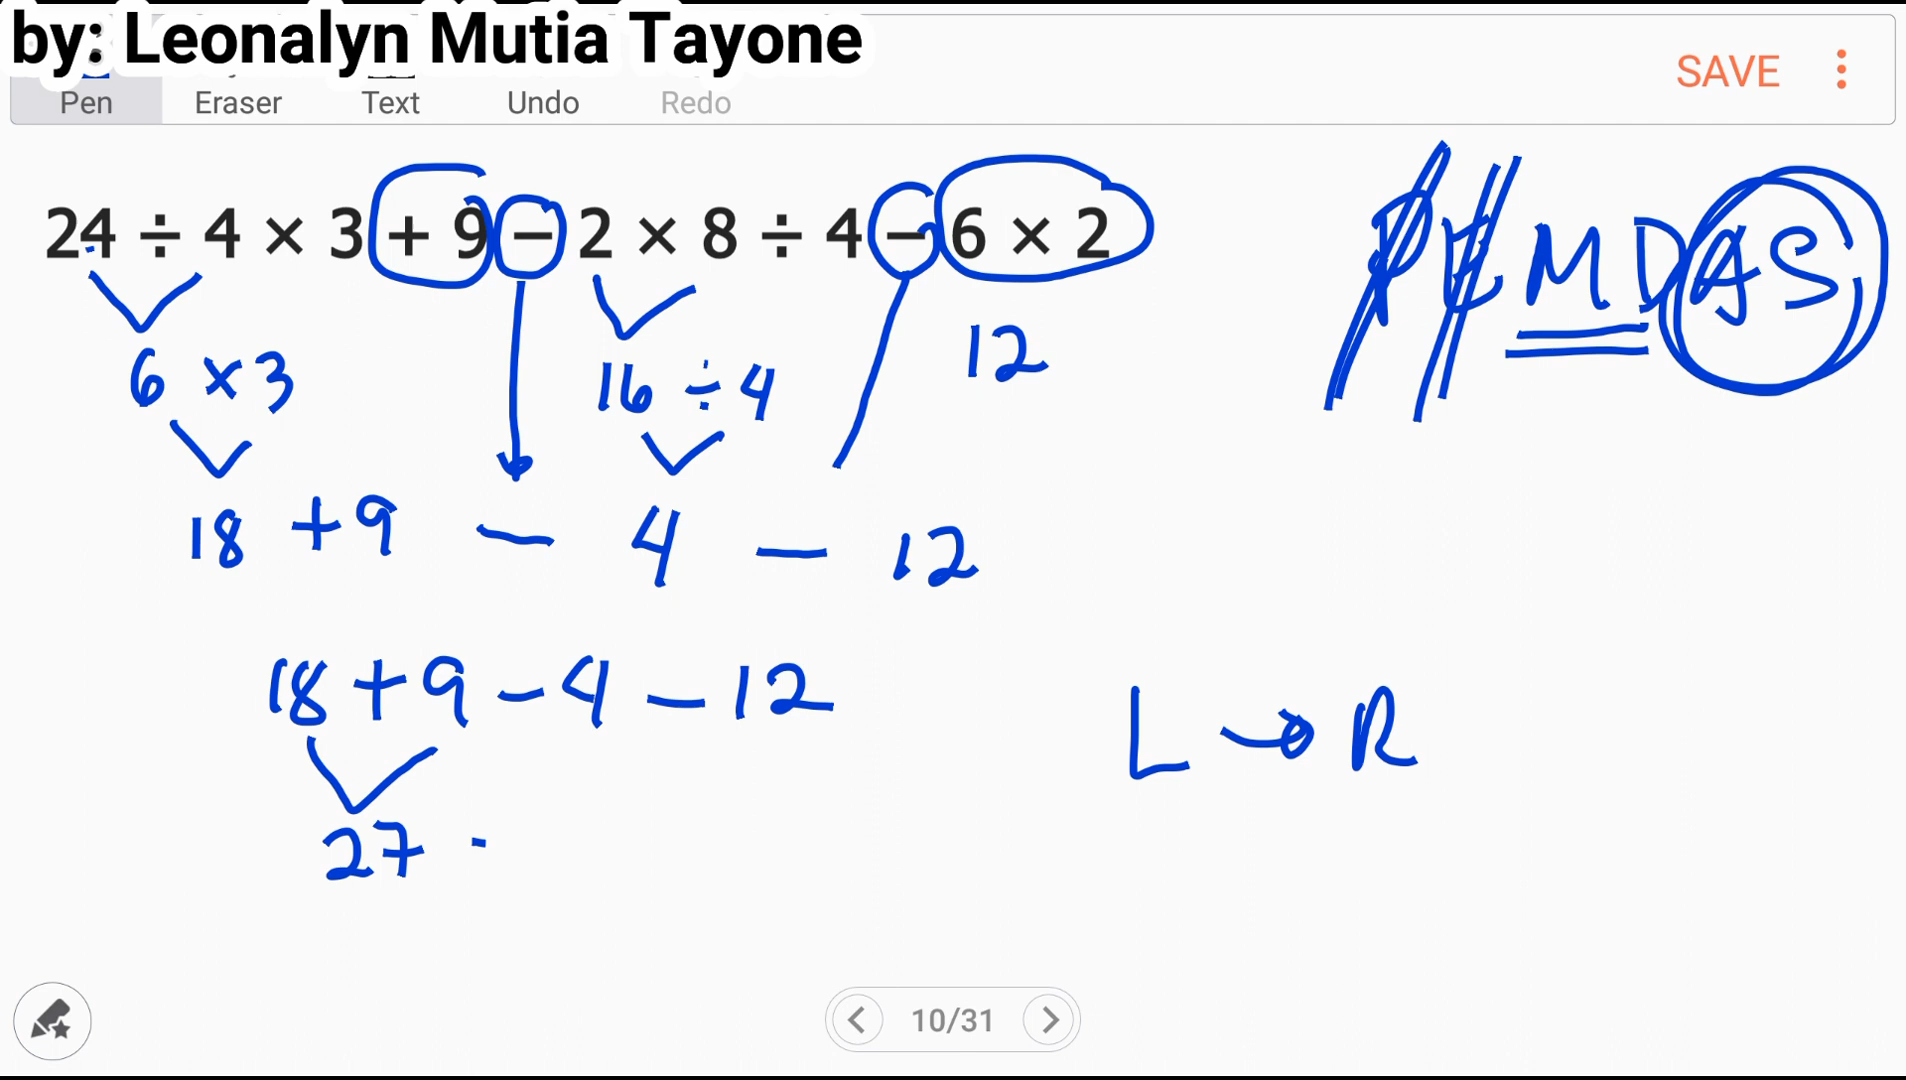 by: Leonalyn Mutia Tayone
SAVE
Pen Eraser Text Undo Redo
24 ÷ 4 × 3 + 9 − 2 × 8 ÷ 4 − 6 × 2
PEMDAS
6 × 3 16 ÷ 4 12
18 + 9 − 4 − 12
18 + 9 − 4 − 12
L → R
27 -
10/31